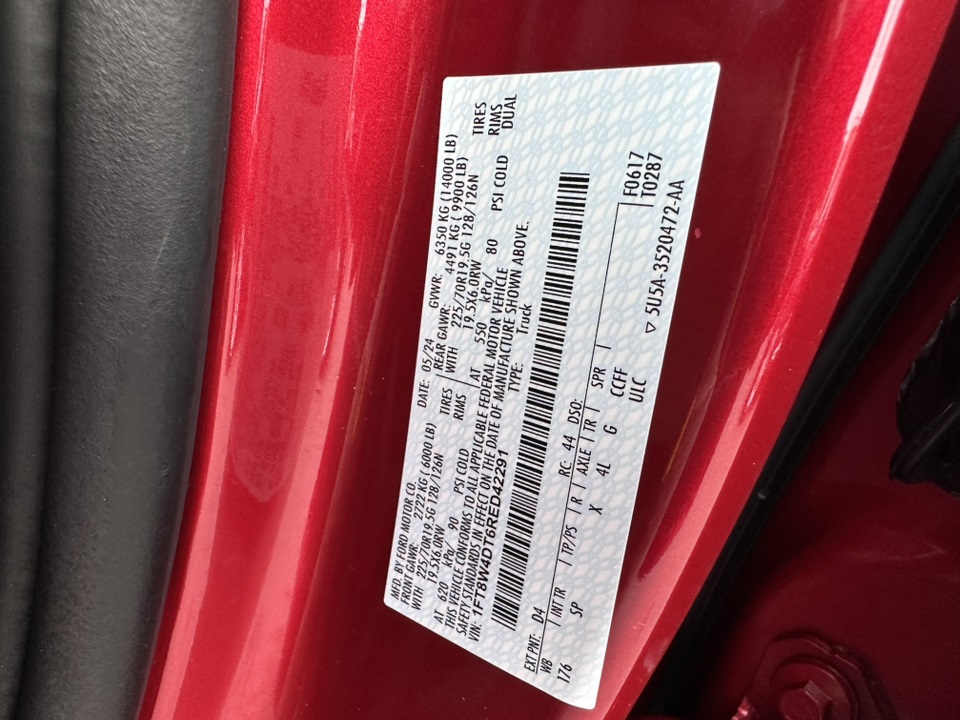 MFD. BY FORD MOTOR CO.
DATE: 05/24 GVWR: 6350 KG (14000 LB)
FRONT GAWR: 2722 KG ( 6000 LB) REAR GAWR: 4491 KG ( 9900 LB)
WITH 225/70R19.5G 128/126N TIRES WITH 225/70R19.5G 128/126N TIRES
19.5X6.0RW RIMS 19.5X6.0RW RIMS
AT 620 kPa/ 90 PSI COLD AT 550 kPa/ 80 PSI COLD DUAL
THIS VEHICLE CONFORMS TO ALL APPLICABLE FEDERAL MOTOR VEHICLE
SAFETY STANDARDS IN EFFECT ON THE DATE OF MANUFACTURE SHOWN ABOVE.
VIN: 1FT8W4DT6RED42291 TYPE: Truck
EXT PNT: D4 RC: 44 DSO: F0617
WB INT TR TP/PS R AXLE TR SPR T0287
176 SP X 4L G CCFF
ULC
▽ 5U5A-3520472-AA